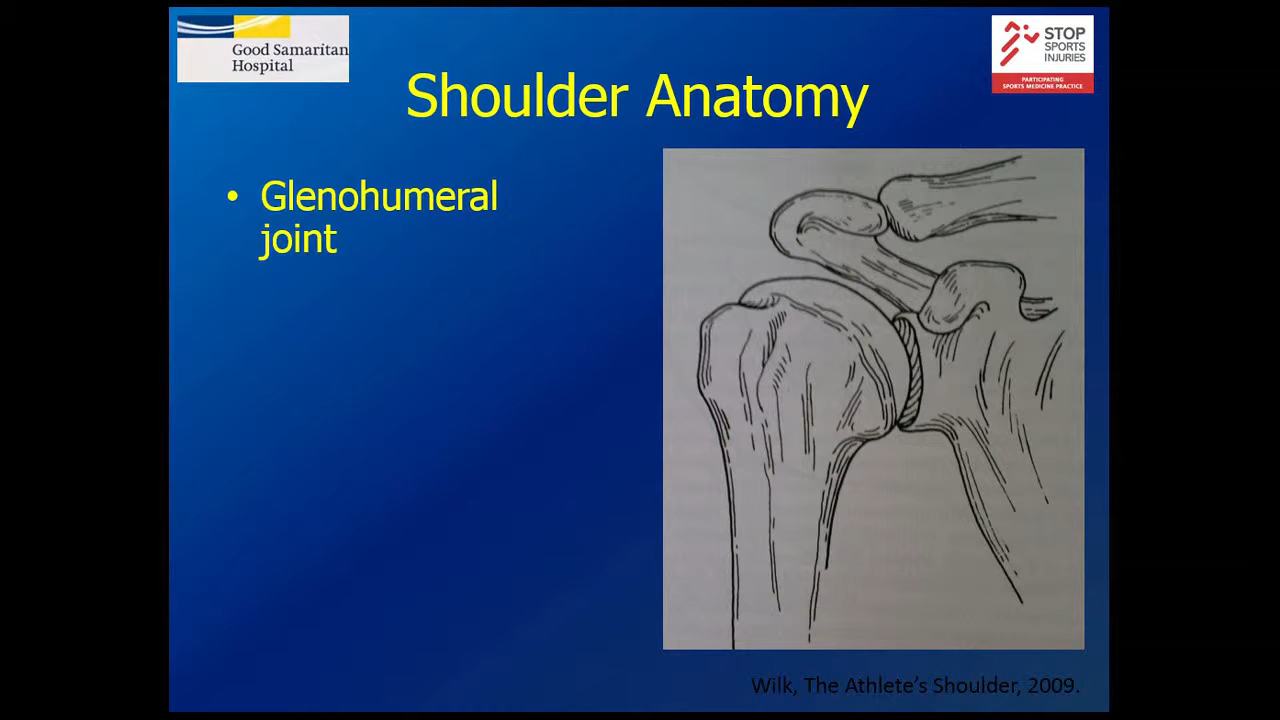 Good Samaritan
Hospital
STOP
SPORTS
INJURIES
PARTICIPATING
SPORTS MEDICINE PRACTICE
Shoulder Anatomy
• Glenohumeral
joint
Wilk, The Athlete's Shoulder, 2009.